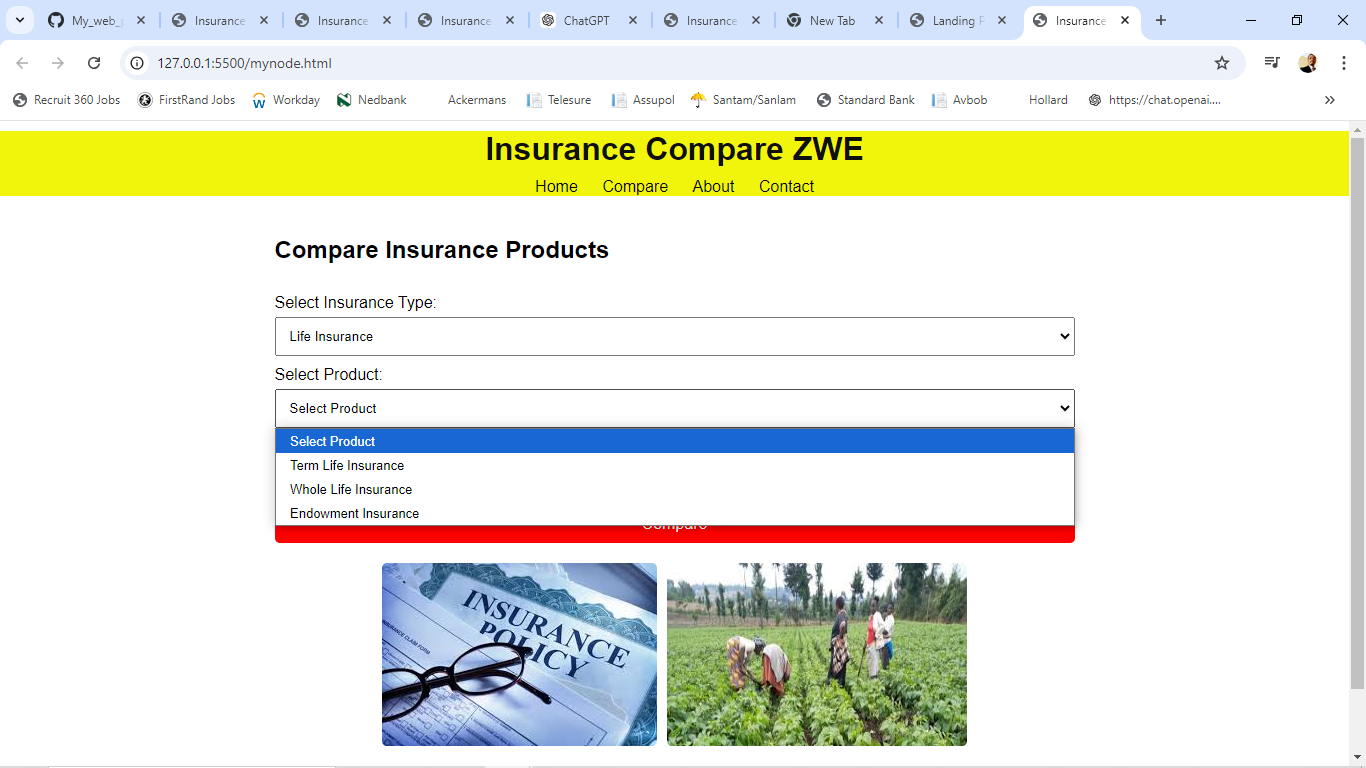 My_web_
Insurance
Insurance
Insurance
ChatGPT
Insurance
New Tab
Landing P
Insurance
127.0.0.1:5500/mynode.html
Recruit 360 Jobs
FirstRand Jobs
Workday
Nedbank
Ackermans
Telesure
Assupol
Santam/Sanlam
Standard Bank
Avbob
Hollard
https://chat.openai....
Insurance Compare ZWE
Home Compare About Contact
Compare Insurance Products
Select Insurance Type:
Life Insurance
Select Product:
Select Product
Select Product
Term Life Insurance
Whole Life Insurance
Endowment Insurance
Compare
INSURANCE
POLICY
INSURANCE CLAIM FORM